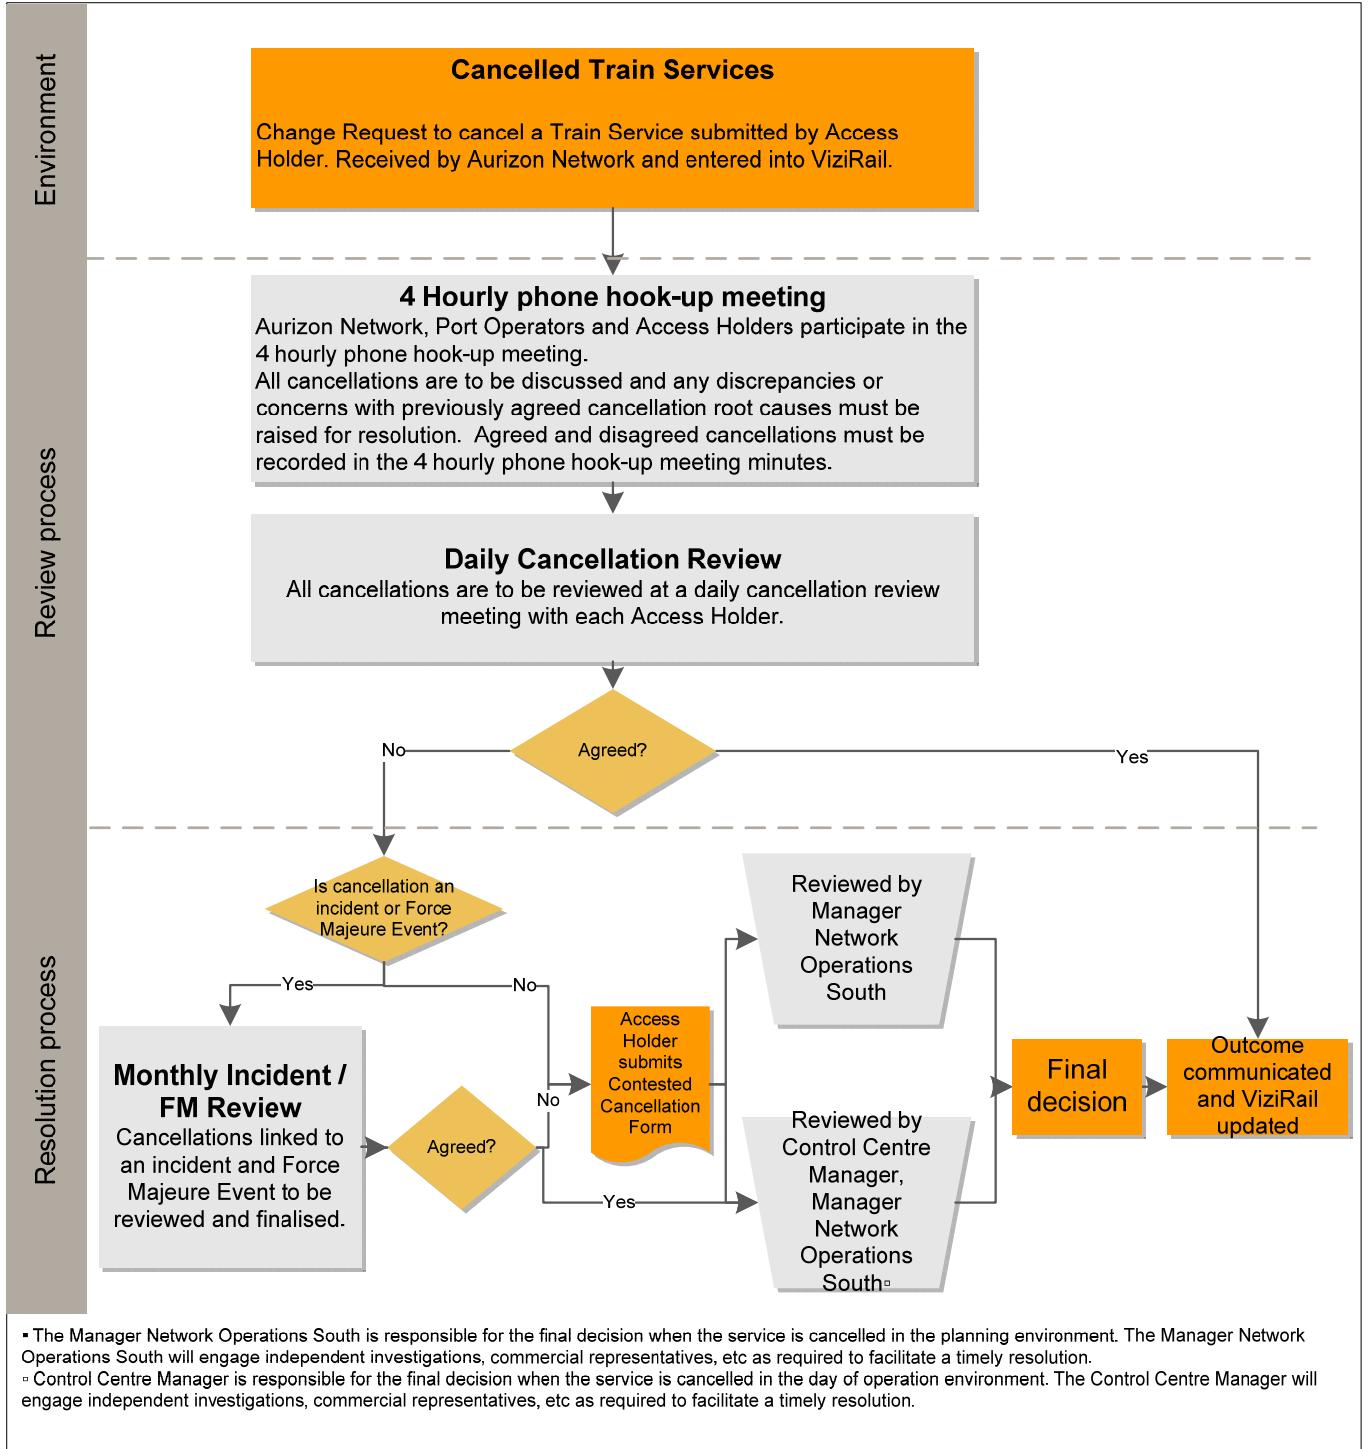 Environment
Cancelled Train Services
Change Request to cancel a Train Service submitted by Access
Holder. Received by Aurizon Network and entered into ViziRail.
Review process
4 Hourly phone hook-up meeting
Aurizon Network, Port Operators and Access Holders participate in the
4 hourly phone hook-up meeting.
All cancellations are to be discussed and any discrepancies or
concerns with previously agreed cancellation root causes must be
raised for resolution.  Agreed and disagreed cancellations must be
recorded in the 4 hourly phone hook-up meeting minutes.
Daily Cancellation Review
All cancellations are to be reviewed at a daily cancellation review
meeting with each Access Holder.
Agreed?
No
Yes
Resolution process
Is cancellation an
incident or Force
Majeure Event?
Yes
No
Monthly Incident /
FM Review
Cancellations linked to
an incident and Force
Majeure Event to be
reviewed and finalised.
Agreed?
No
Yes
Access
Holder
submits
Contested
Cancellation
Form
Reviewed by
Manager
Network
Operations
South
Reviewed by
Control Centre
Manager,
Manager
Network
Operations
South▫
Final
decision
Outcome
communicated
and ViziRail
updated
▪ The Manager Network Operations South is responsible for the final decision when the service is cancelled in the planning environment. The Manager Network
Operations South will engage independent investigations, commercial representatives, etc as required to facilitate a timely resolution.
▫ Control Centre Manager is responsible for the final decision when the service is cancelled in the day of operation environment. The Control Centre Manager will
engage independent investigations, commercial representatives, etc as required to facilitate a timely resolution.